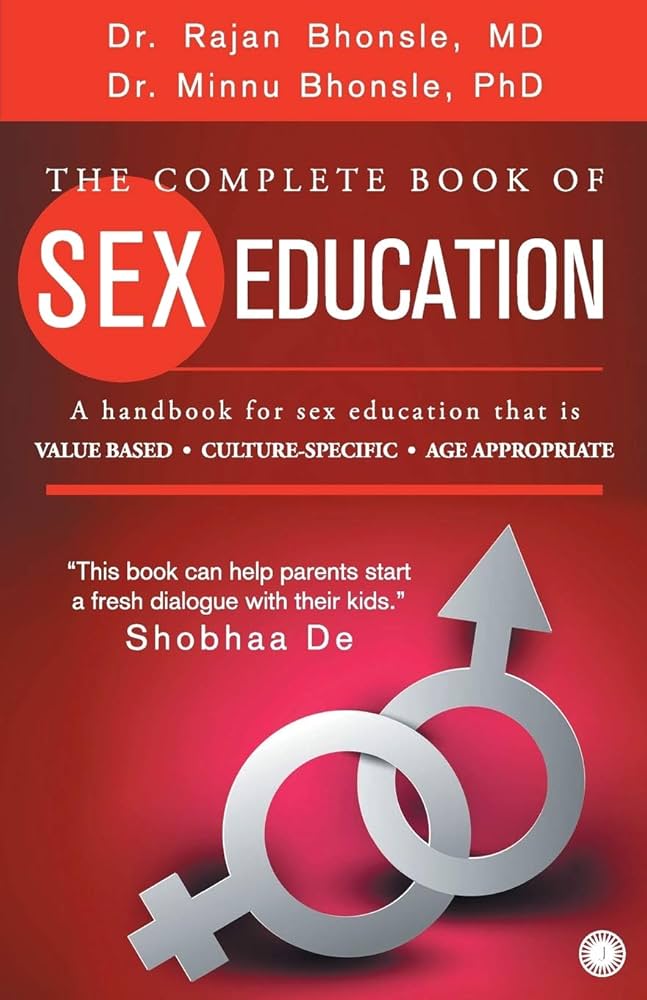 Dr. Rajan Bhonsle, MD
Dr. Minnu Bhonsle, PhD
THE COMPLETE BOOK OF
SEX EDUCATION
A handbook for sex education that is
VALUE BASED • CULTURE-SPECIFIC • AGE APPROPRIATE
“This book can help parents start
a fresh dialogue with their kids.”
Shobhaa De
J